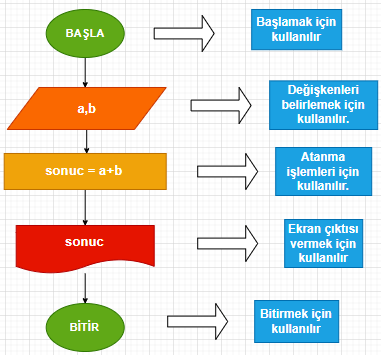 BAŞLA
Başlamak için
kullanılır
a,b
Değişkenleri
belirlemek için
kullanılır.
sonuc = a+b
Atanma
işlemleri için
kullanılır.
sonuc
Ekran çıktısı
vermek için
kullanılır
BİTİR
Bitirmek için
kullanılır